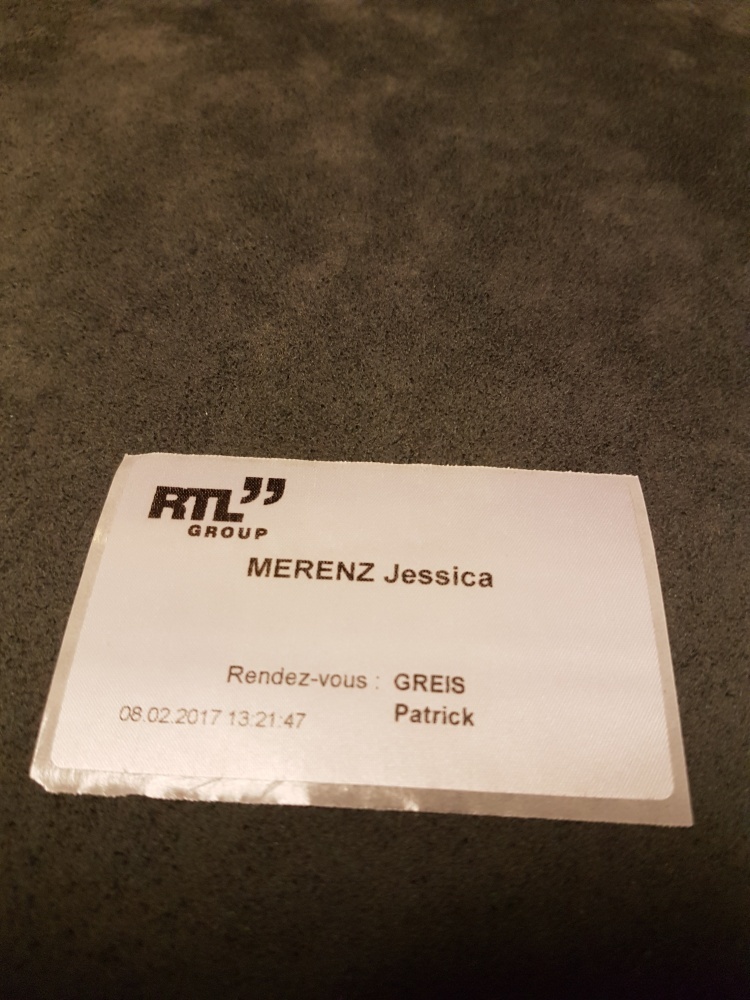 RTL
GROUP
MERENZ Jessica
Rendez-vous : GREIS
08.02.2017 13:21:47 Patrick